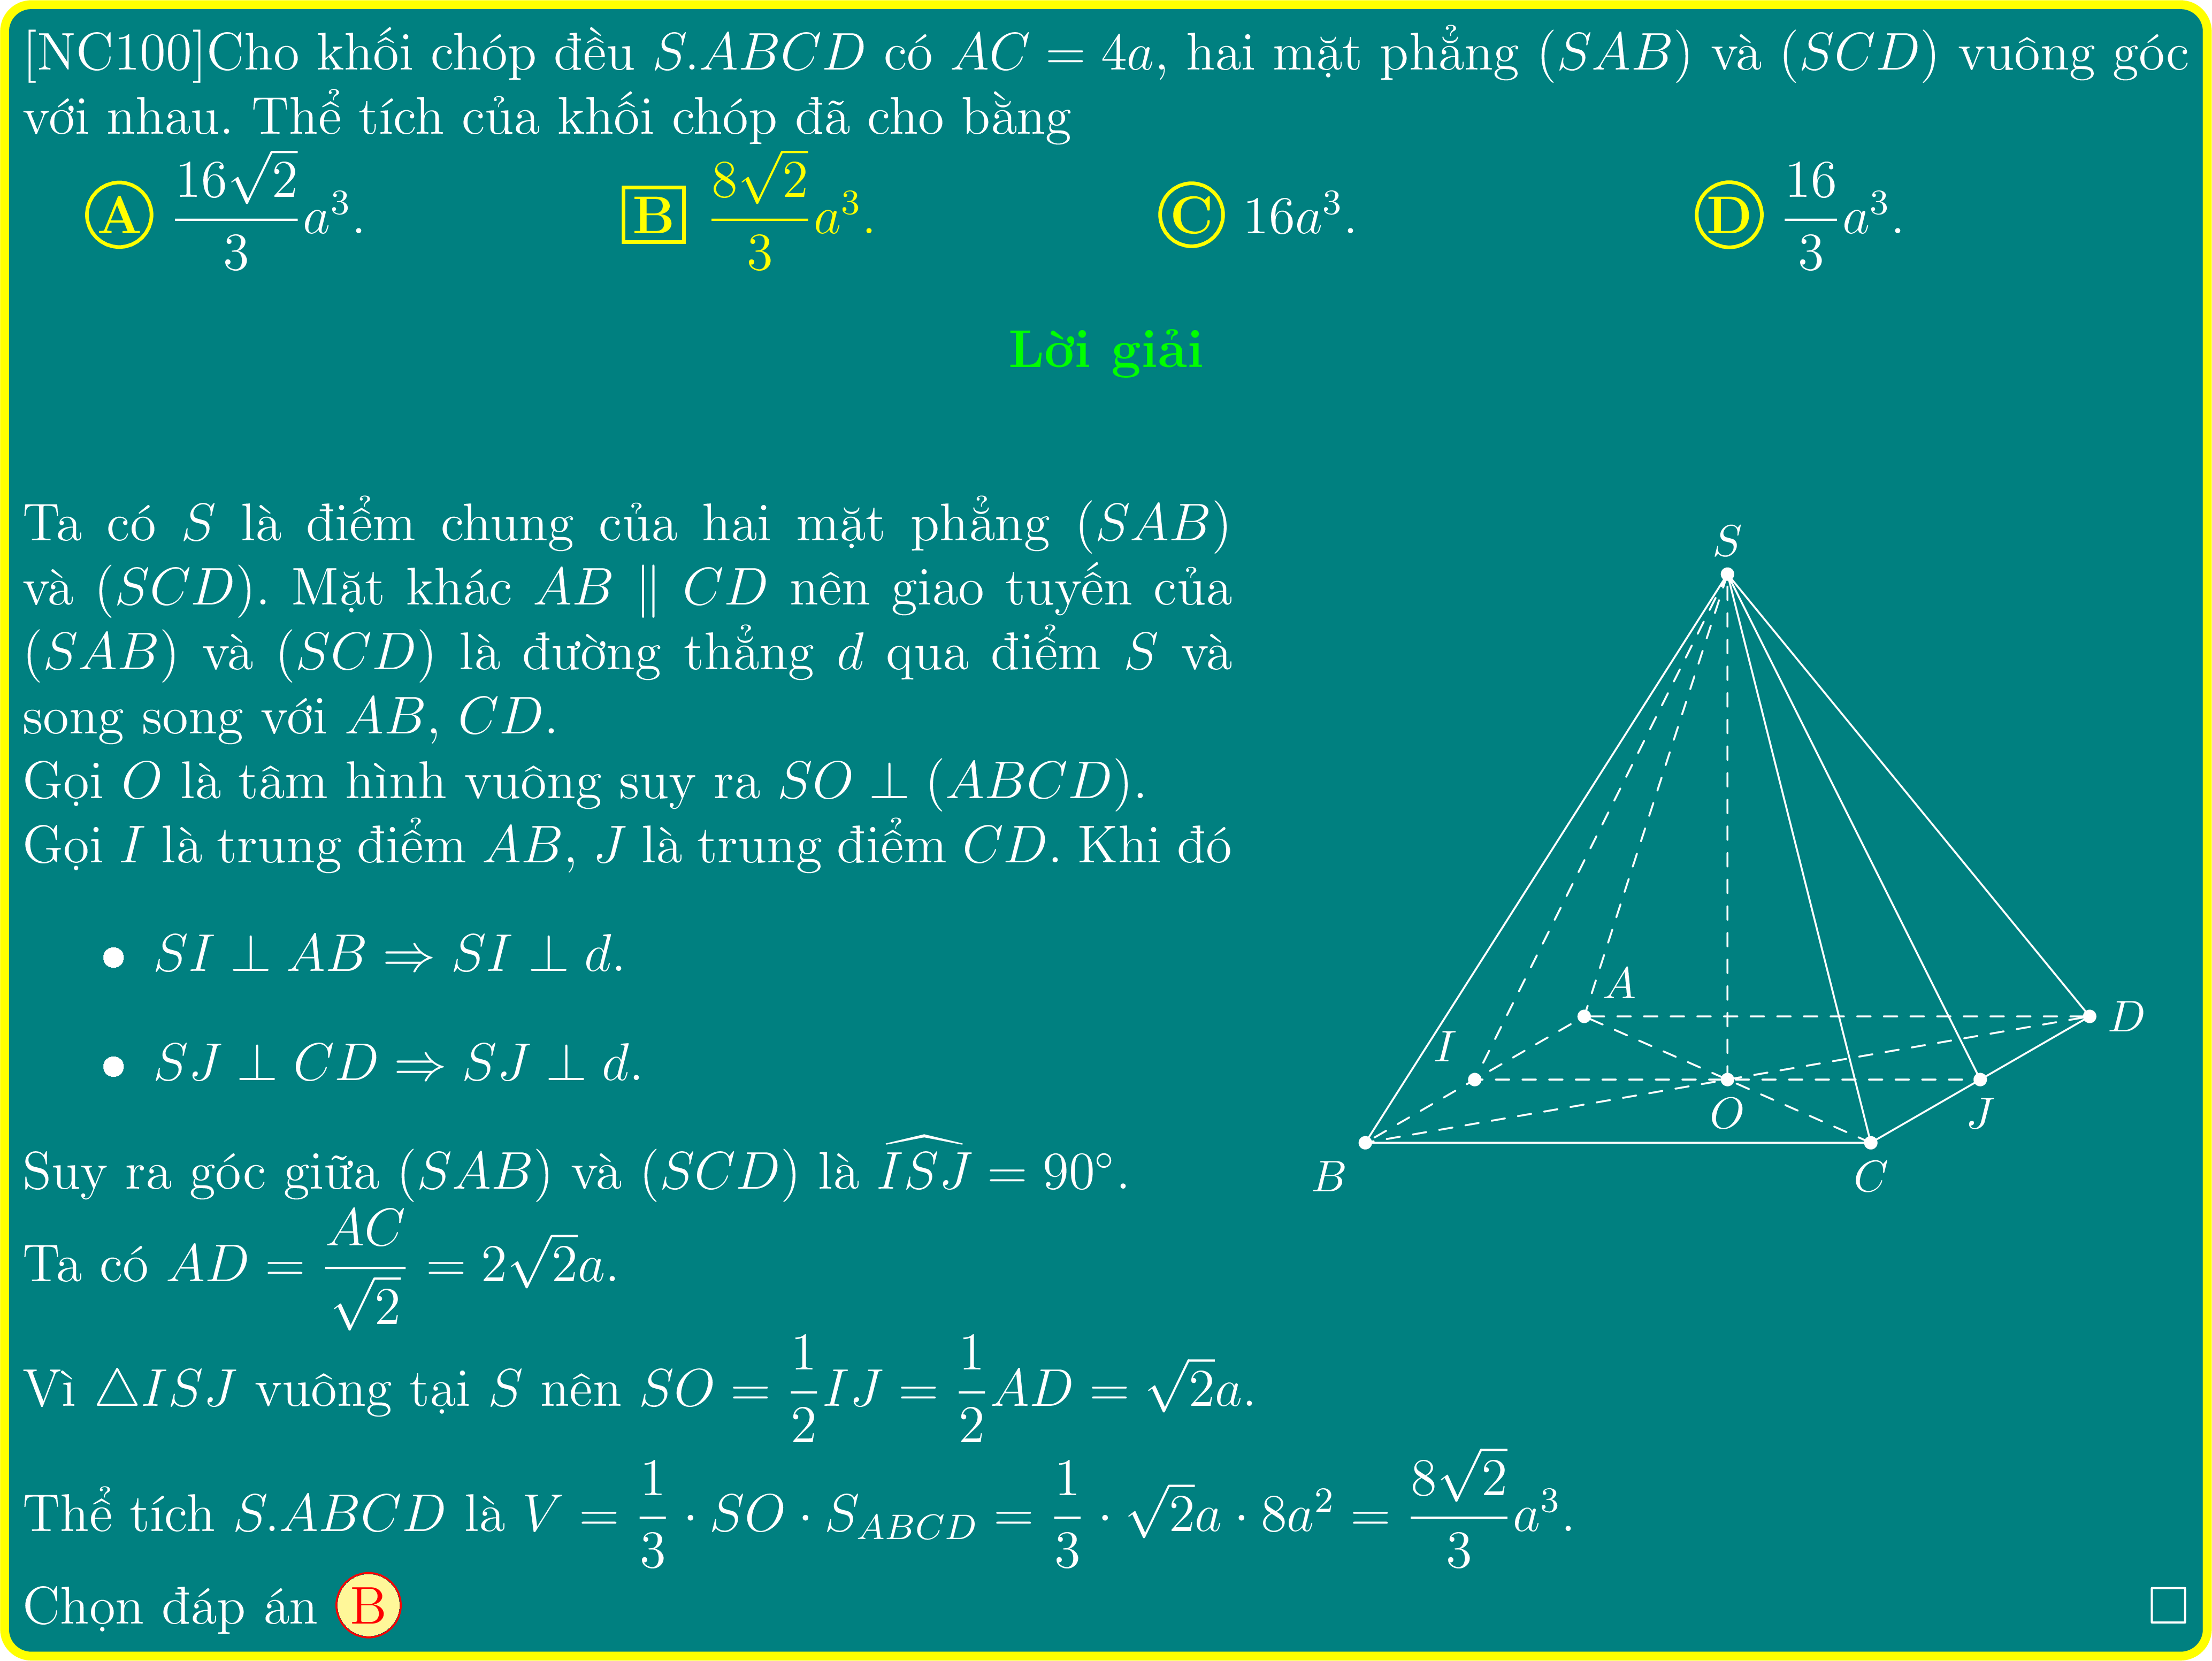 [NC100]Cho khối chóp đều S.ABCD có AC = 4a, hai mặt phẳng (SAB) và (SCD) vuông góc
với nhau. Thể tích của khối chóp đã cho bằng
A $\frac{16\sqrt{2}}{3}a^3$. B $\frac{8\sqrt{2}}{3}a^3$. C $16a^3$. D $\frac{16}{3}a^3$.
Lời giải
Ta có S là điểm chung của hai mặt phẳng (SAB)
và (SCD). Mặt khác AB ∥ CD nên giao tuyến của
(SAB) và (SCD) là đường thẳng d qua điểm S và
song song với AB, CD.
Gọi O là tâm hình vuông suy ra SO ⊥ (ABCD).
Gọi I là trung điểm AB, J là trung điểm CD. Khi đó
• SI ⊥ AB ⇒ SI ⊥ d.
• SJ ⊥ CD ⇒ SJ ⊥ d.
Suy ra góc giữa (SAB) và (SCD) là $\widehat{ISJ} = 90^\circ$.
Ta có $AD = \frac{AC}{\sqrt{2}} = 2\sqrt{2}a$.
Vì △ISJ vuông tại S nên $SO = \frac{1}{2}IJ = \frac{1}{2}AD = \sqrt{2}a$.
Thể tích S.ABCD là $V = \frac{1}{3} \cdot SO \cdot S_{ABCD} = \frac{1}{3} \cdot \sqrt{2}a \cdot 8a^2 = \frac{8\sqrt{2}}{3}a^3$.
Chọn đáp án B □
S
A
D
I
O
J
B
C